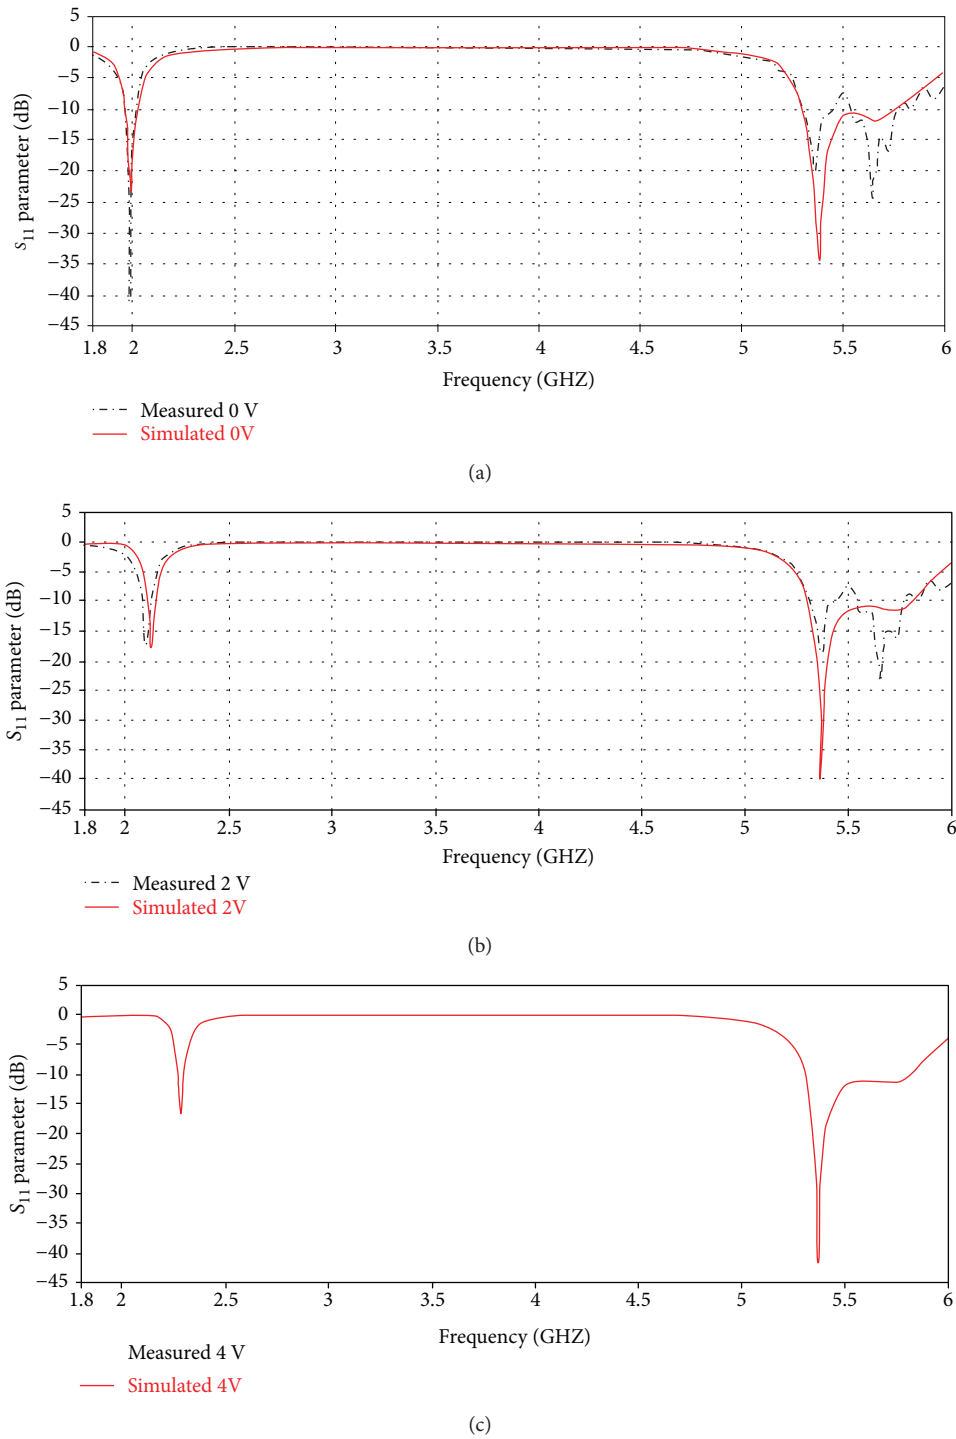 5
0
−5
−10
−15
−20
−25
−30
−35
−40
−45
s11 parameter (dB)
1.8 2 2.5 3 3.5 4 4.5 5 5.5 6
Frequency (GHZ)
Measured 0 V
Simulated 0V
(a)
5
0
−5
−10
−15
−20
−25
−30
−35
−40
−45
S11 parameter (dB)
1.8 2 2.5 3 3.5 4 4.5 5 5.5 6
Frequency (GHZ)
Measured 2 V
Simulated 2V
(b)
5
0
−5
−10
−15
−20
−25
−30
−35
−40
−45
S11 parameter (dB)
1.8 2 2.5 3 3.5 4 4.5 5 5.5 6
Frequency (GHZ)
Measured 4 V
Simulated 4V
(c)